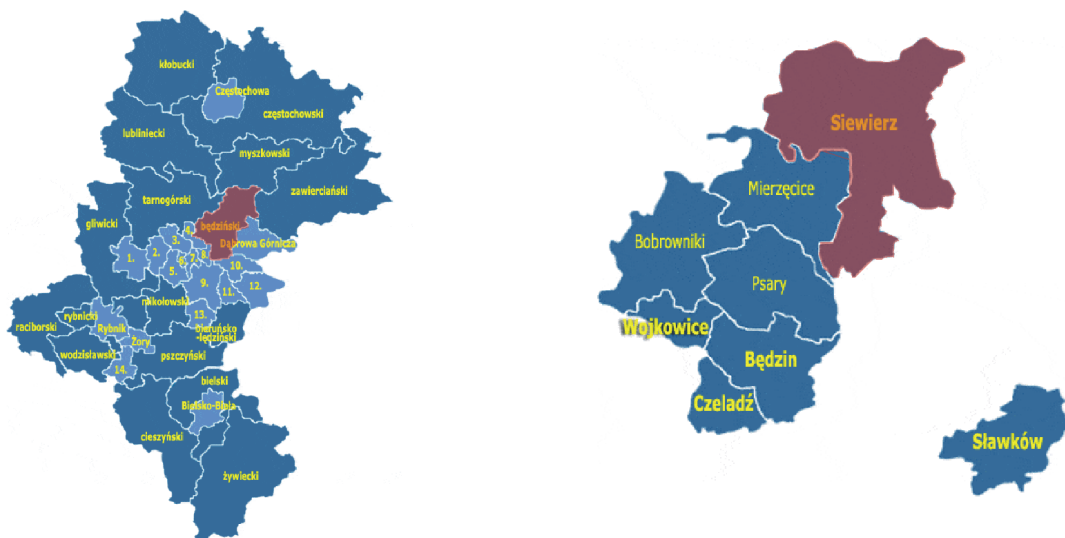 kłobucki
Częstochowa
częstochowski
lubliniecki
myszkowski
zawierciański
tarnogórski
gliwicki
będziński
Dąbrowa Górnicza
4.
3.
2.
1.
8.
7.
6.
5.
10.
9.
11.
12.
mikołowski
13.
bieruńsko
-lędziński
rybnicki
Rybnik
raciborski
Żory
wodzisławski
pszczyński
14.
bielski
Bielsko-Biała
cieszyński
żywiecki
Siewierz
Mierzęcice
Bobrowniki
Psary
Wojkowice
Będzin
Czeladź
Sławków